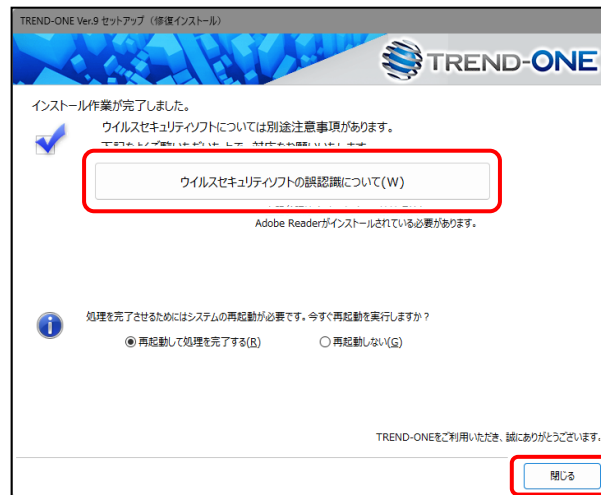 TREND-ONE Ver.9 セットアップ（修復インストール）
TREND-ONE
インストール作業が完了しました。
ウイルスセキュリティソフトについては別途注意事項があります。
ウイルスセキュリティソフトの誤認識について(W)
Adobe Readerがインストールされている必要があります。
処理を完了させるためにはシステムの再起動が必要です。今すぐ再起動を実行しますか？
再起動して処理を完了する(R)
再起動しない(G)
TREND-ONEをご利用いただき、誠にありがとうございます。
閉じる